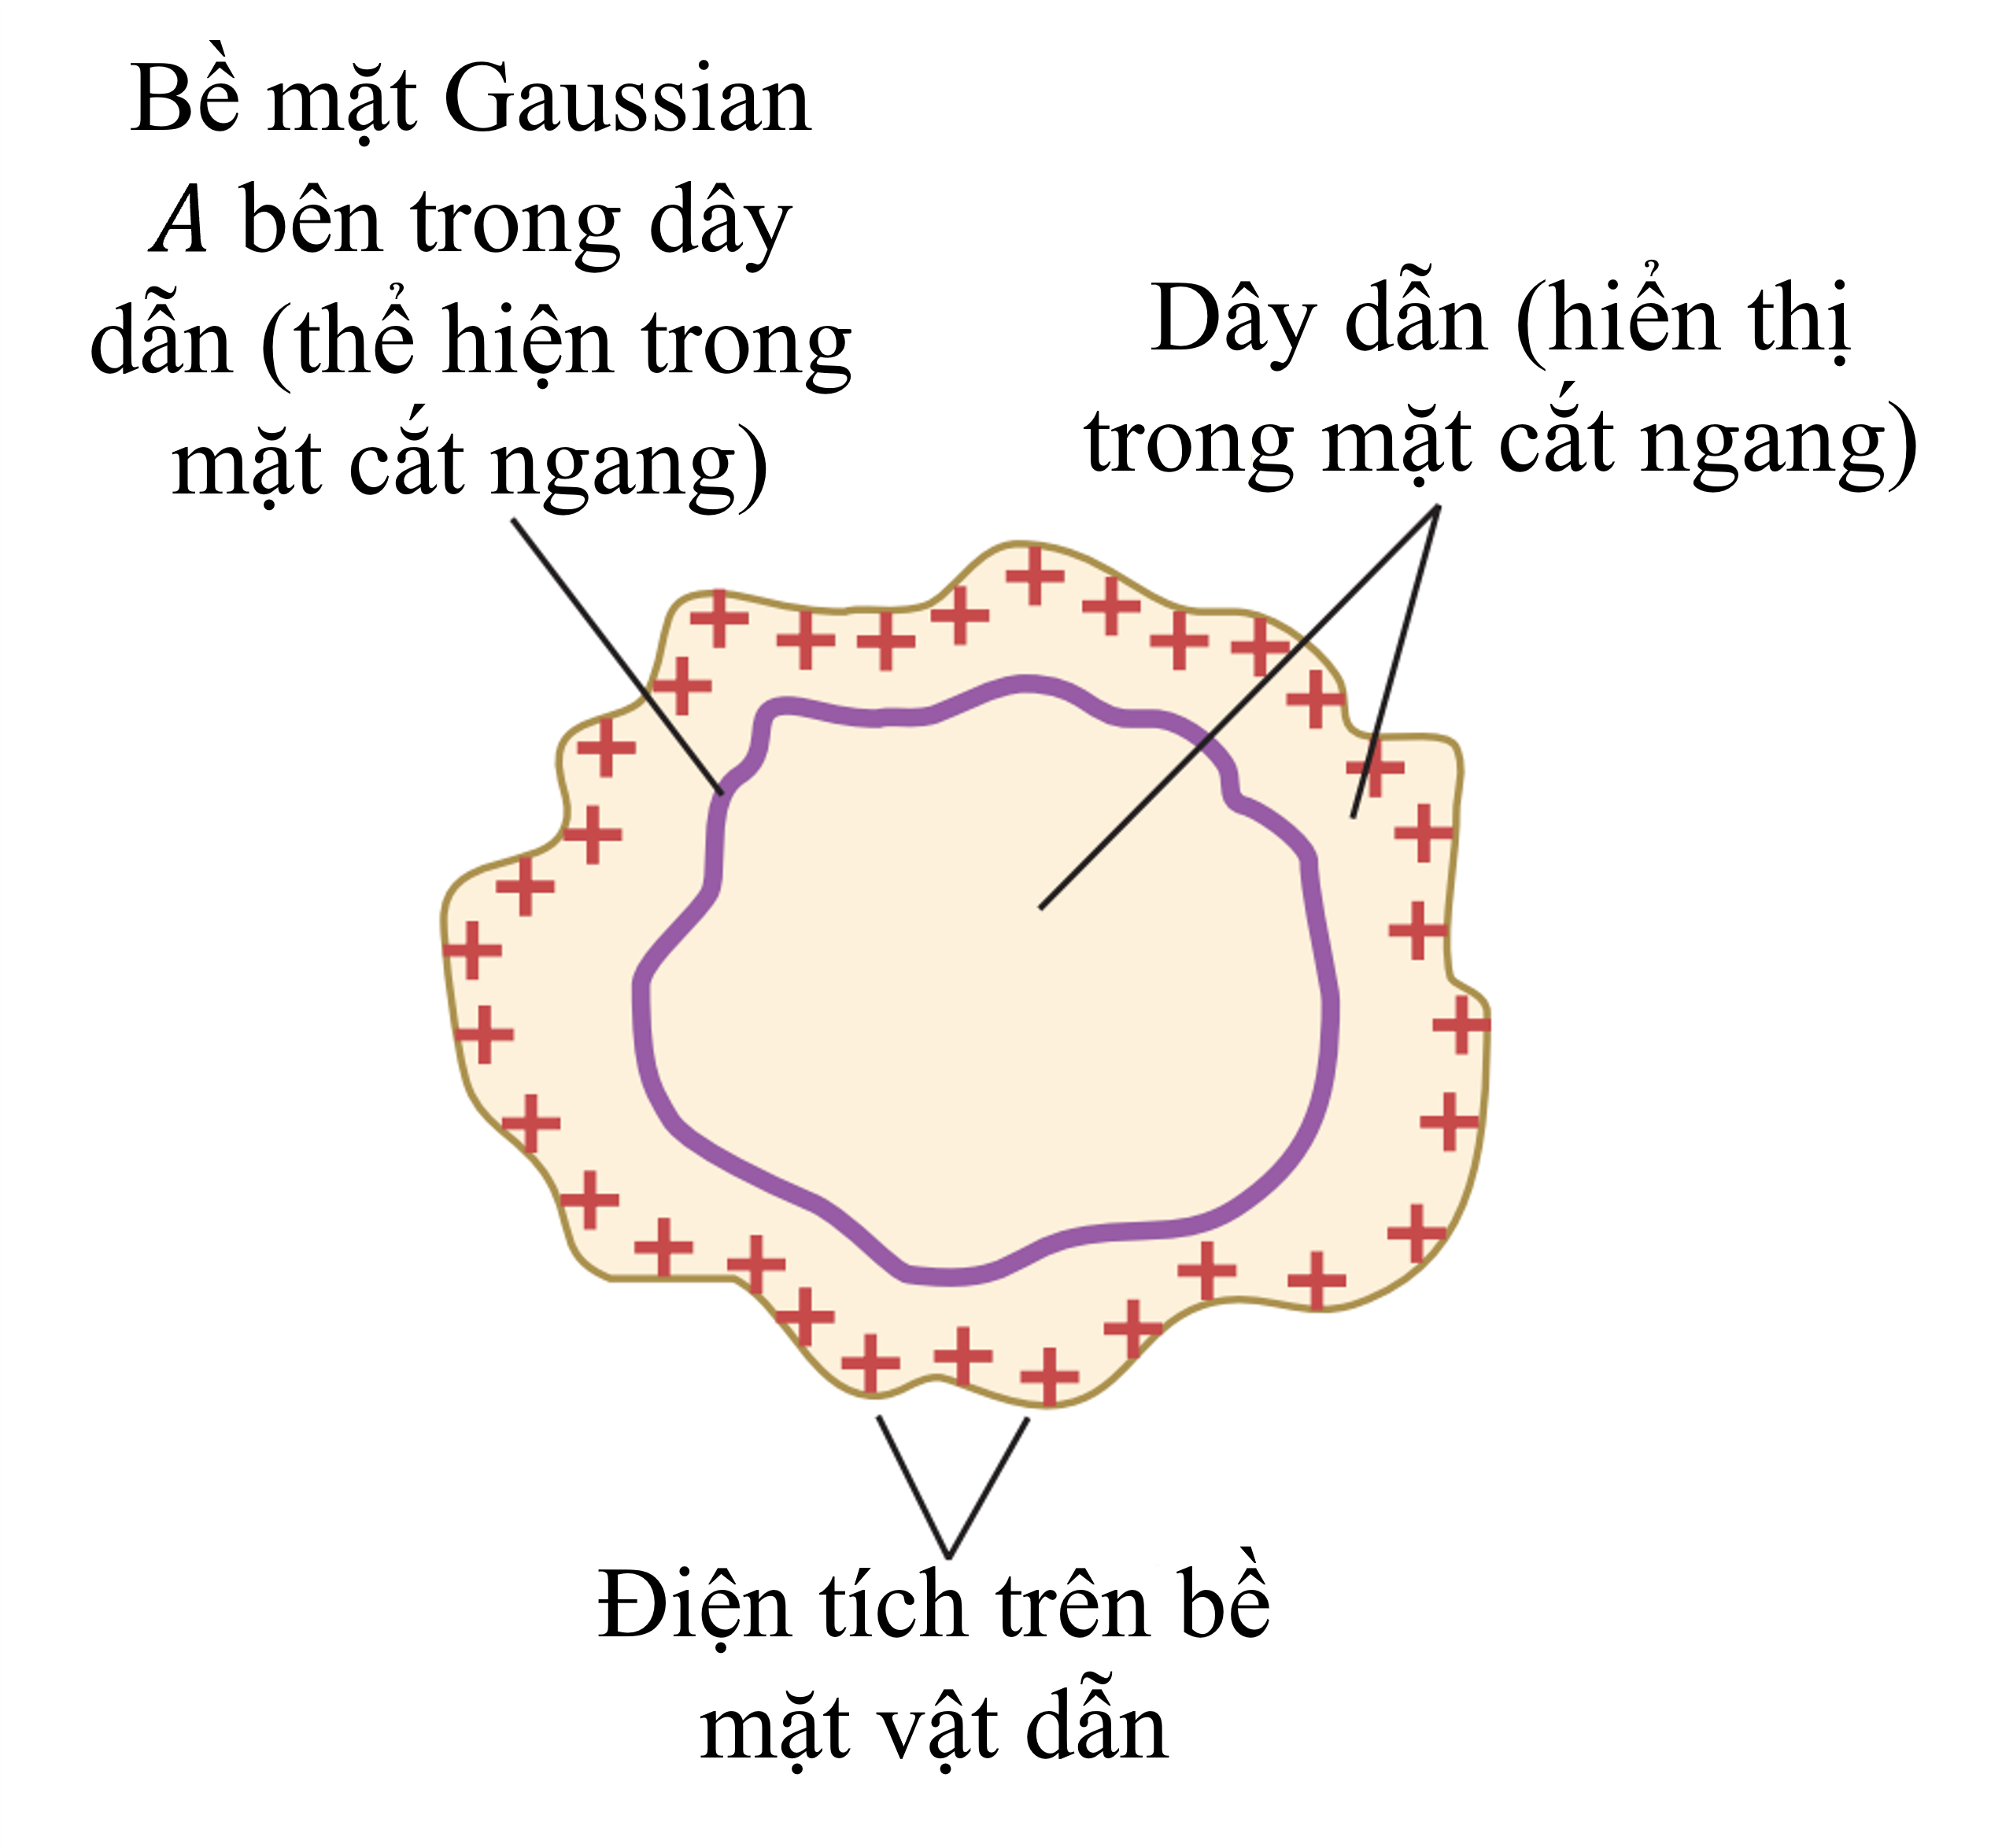 Bề mặt Gaussian
A bên trong dây
dẫn (thể hiện trong
mặt cắt ngang)
Dây dẫn (hiển thị
trong mặt cắt ngang)
Điện tích trên bề
mặt vật dẫn